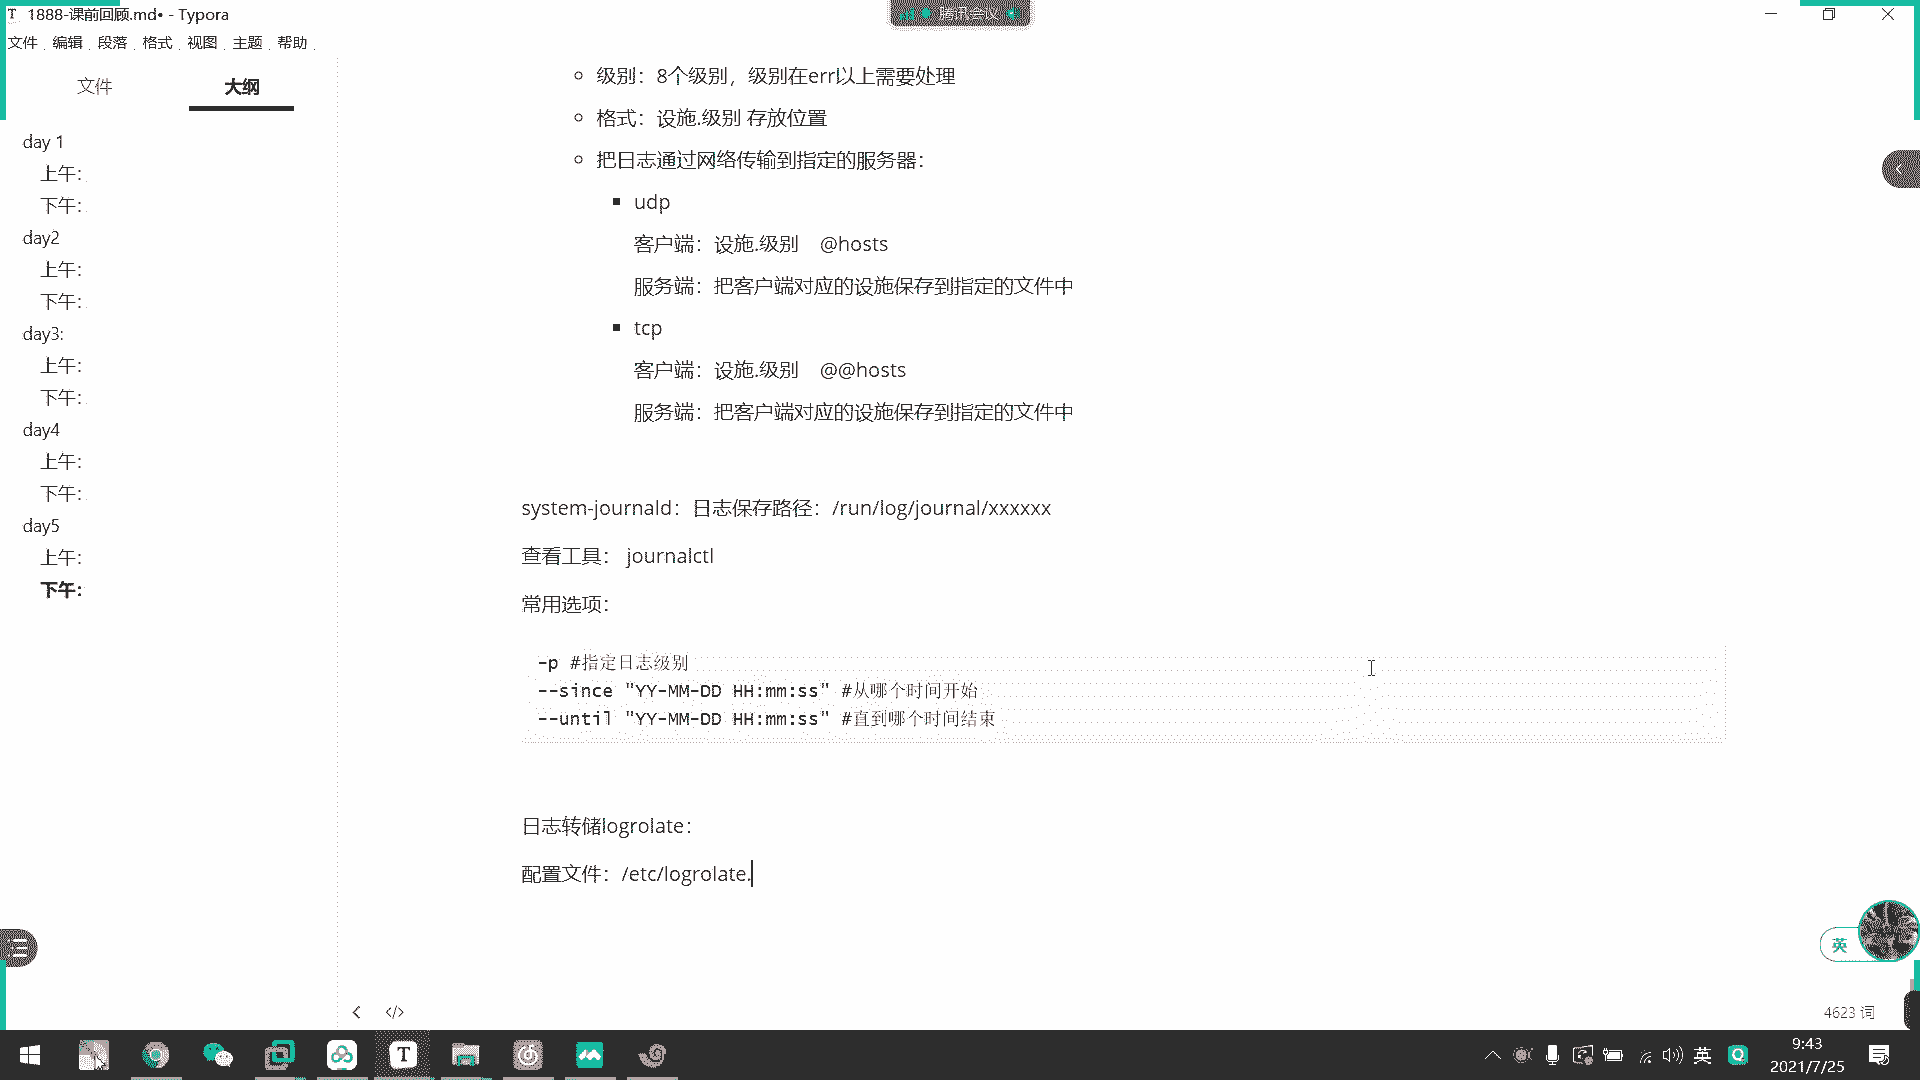 1888-课前回顾.md• - Typora
腾讯会议
文件 编辑 段落 格式 视图 主题 帮助
文件 大纲
day 1
上午:
下午:
day2
上午:
下午:
day3:
上午:
下午:
day4
上午:
下午:
day5
上午:
下午:
级别：8个级别，级别在err以上需要处理
格式：设施.级别 存放位置
把日志通过网络传输到指定的服务器：
udp
客户端：设施.级别 @hosts
服务端：把客户端对应的设施保存到指定的文件中
tcp
客户端：设施.级别 @@hosts
服务端：把客户端对应的设施保存到指定的文件中
system-journald：日志保存路径：/run/log/journal/xxxxxx
查看工具： journalctl
常用选项：
-p #指定日志级别
--since "YY-MM-DD HH:mm:ss" #从哪个时间开始
--until "YY-MM-DD HH:mm:ss" #直到哪个时间结束
日志转储logrolate：
配置文件：/etc/logrolate.
英
4623 词
英
9:43
2021/7/25